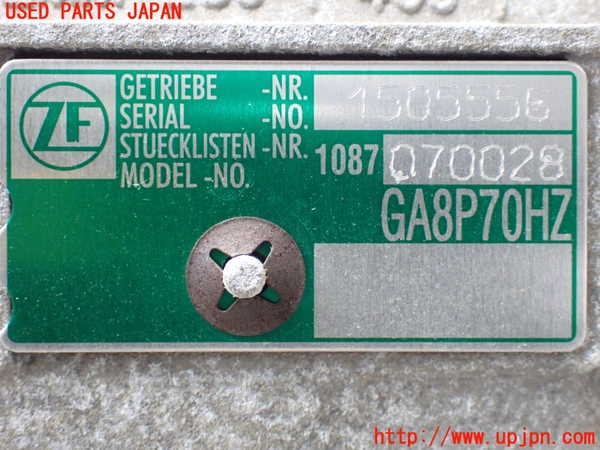 USED PARTS JAPAN
ZF
GETRIEBE -NR. 1505556
SERIAL -NO.
STUECKLISTEN -NR. 1087 070028
MODEL -NO.
GA8P70HZ
http://www.upjpn.com